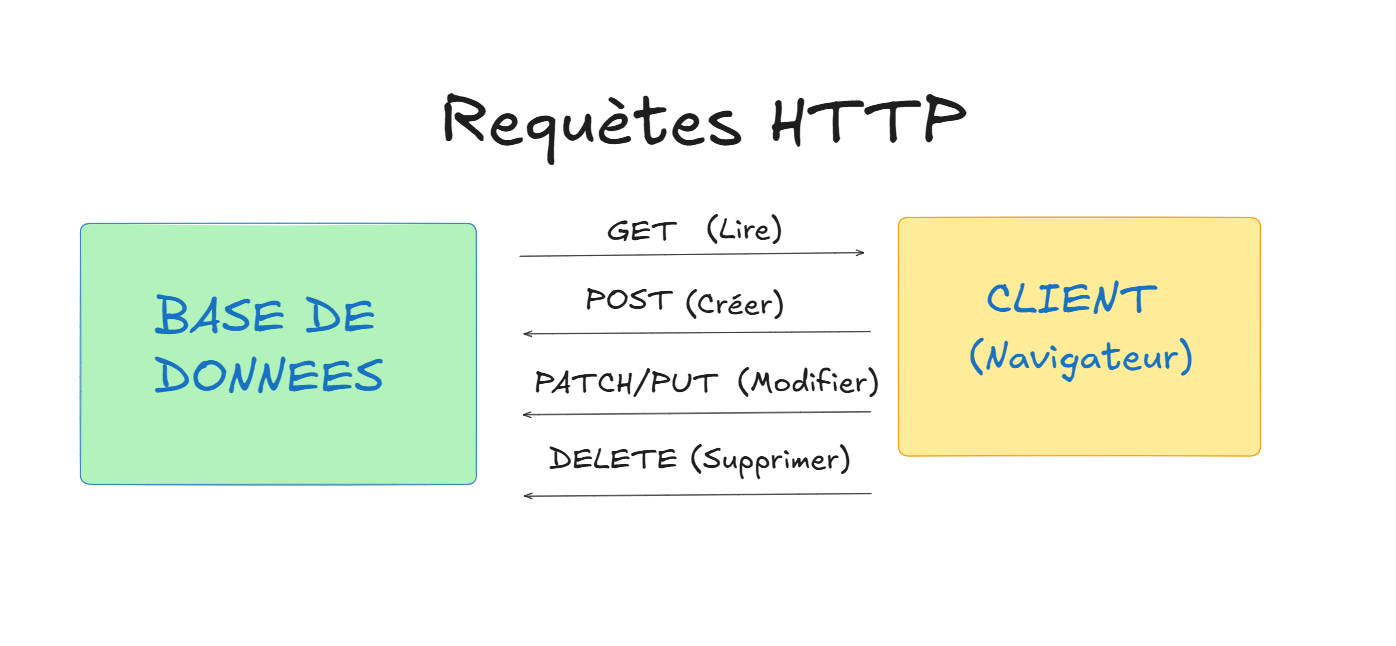 Requètes HTTP
GET (Lire)
POST (Créer)
PATCH/PUT (Modifier)
DELETE (Supprimer)
BASE DE
DONNEES
CLIENT
(Navigateur)